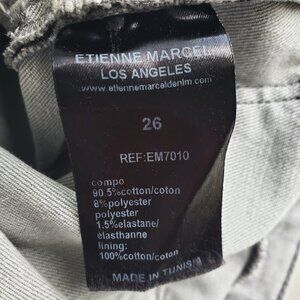 ETIENNE MARCEL
LOS ANGELES
www.etiennemarceldenim.com
26
REF:EM7010
compo
90.5%cotton/coton
8%polyester
polyester
1.5%elastane/
elasthanne
lining:
100%cotton/coton
MADE IN TUNISIA